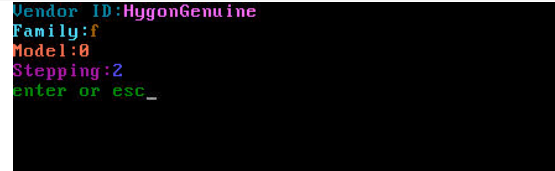 Vendor ID:HygonGenuine
Family:f
Model:0
Stepping:2
enter or esc_